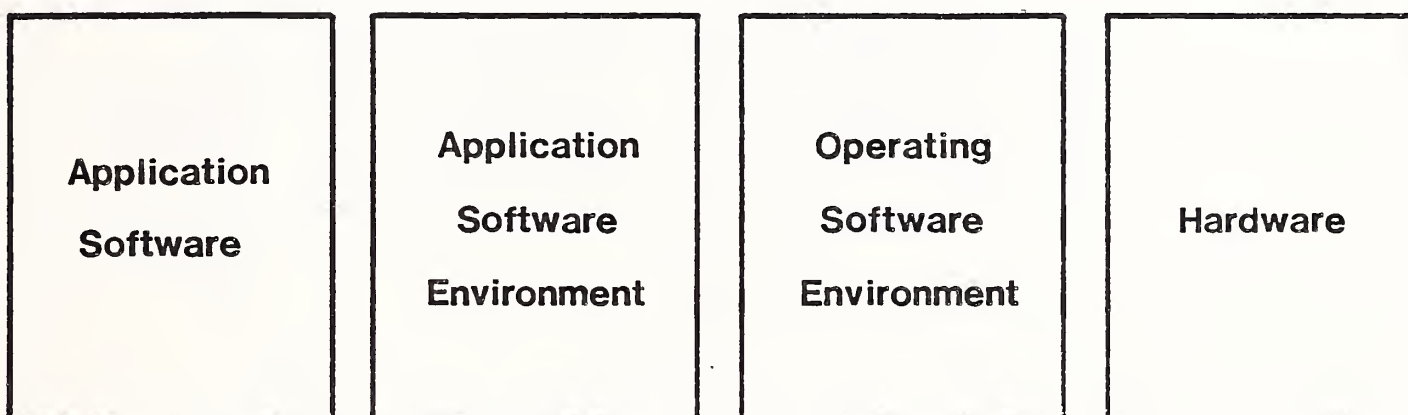 Application
Software
Application
Software
Environment
Operating
Software
Environment
Hardware